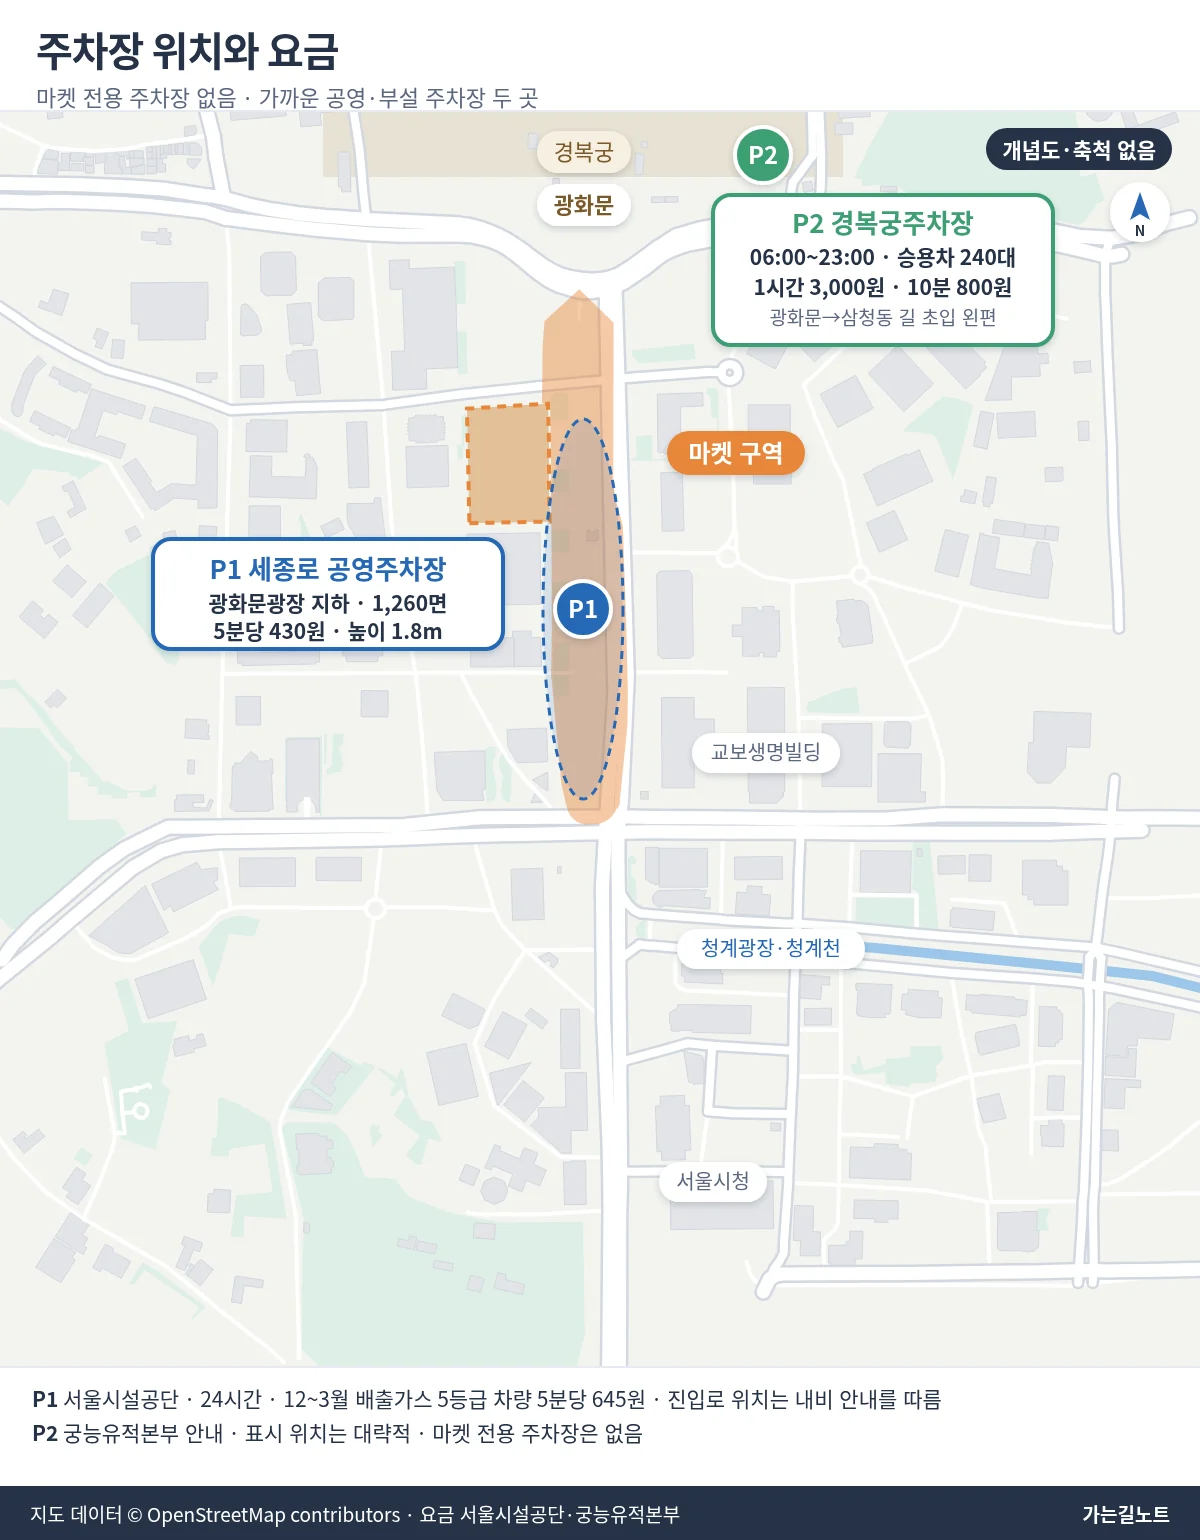 주차장 위치와 요금
마켓 전용 주차장 없음 · 가까운 공영·부설 주차장 두 곳
경복궁
P2
개념도·축척 없음
광화문
N
P2 경복궁주차장
06:00~23:00 · 승용차 240대
1시간 3,000원 · 10분 800원
광화문→삼청동 길 초입 왼편
마켓 구역
P1 세종로 공영주차장
광화문광장 지하 · 1,260면
5분당 430원 · 높이 1.8m
P1
교보생명빌딩
청계광장·청계천
서울시청
P1 서울시설공단 · 24시간 · 12~3월 배출가스 5등급 차량 5분당 645원 · 진입로 위치는 내비 안내를 따름
P2 궁능유적본부 안내 · 표시 위치는 대략적 · 마켓 전용 주차장은 없음
지도 데이터 © OpenStreetMap contributors · 요금 서울시설공단·궁능유적본부
가는길노트